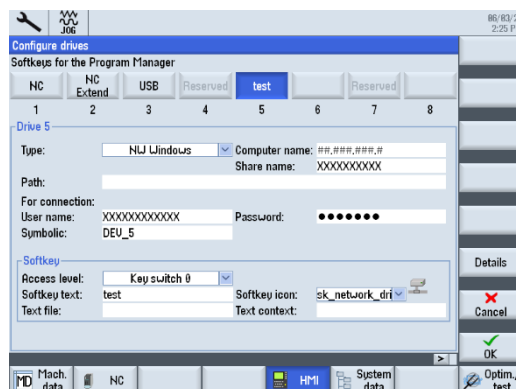 JOG
06/03/2
2:25 P
Configure drives
Softkeys for the Program Manager
NC
NC Extend
USB
Reserved
test
Reserved
1 2 3 4 5 6 7 8
Drive 5
Type: NW Windows Computer name: ##.###.###.#
Share name: XXXXXXXXXX
Path:
For connection:
User name: XXXXXXXXXXXX Password: ●●●●●●●
Symbolic: DEV_5
Softkey
Access level: Key switch 0
Softkey text: test Softkey icon: sk_network_dri
Text file: Text context:
Details
Cancel
OK
>
MD Mach. data
NC
HMI
System data
Optim./ test